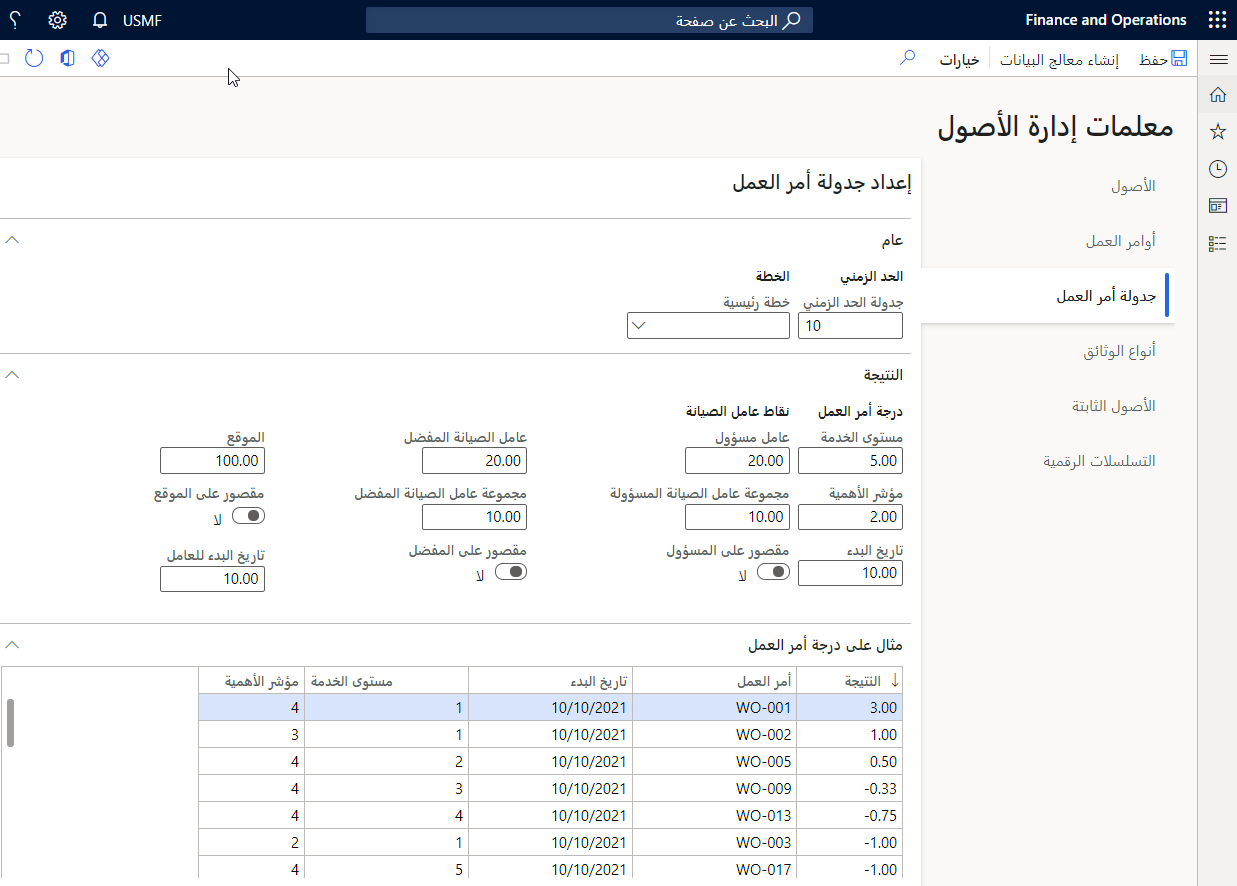 Finance and Operations
البحث عن صفحة
USMF
حفظ
إنشاء معالج البيانات
خيارات
معلمات إدارة الأصول
الأصول
أوامر العمل
جدولة أمر العمل
أنواع الوثائق
الأصول الثابتة
التسلسلات الرقمية
إعداد جدولة أمر العمل
عام
الحد الزمني الخطة
جدولة الحد الزمني خطة رئيسية
10
النتيجة
درجة أمر العمل نقاط عامل الصيانة
مستوى الخدمة عامل مسؤول عامل الصيانة المفضل الموقع
5.00 20.00 20.00 100.00
مؤشر الأهمية مجموعة عامل الصيانة المسؤولة مجموعة عامل الصيانة المفضل مقصور على الموقع
2.00 10.00 10.00 لا
تاريخ البدء مقصور على المسؤول مقصور على المفضل تاريخ البدء للعامل
10.00 لا لا 10.00
مثال على درجة أمر العمل
النتيجة أمر العمل تاريخ البدء مستوى الخدمة مؤشر الأهمية
3.00 WO-001 10/10/2021 1 4
1.00 WO-002 10/10/2021 1 3
0.50 WO-005 10/10/2021 2 4
-0.33 WO-009 10/10/2021 3 4
-0.75 WO-013 10/10/2021 4 4
-1.00 WO-003 10/10/2021 1 2
-1.00 WO-017 10/10/2021 5 4